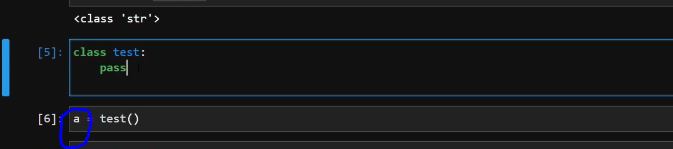 <class 'str'>
[5]: class test:
    pass
[6]: a = test()